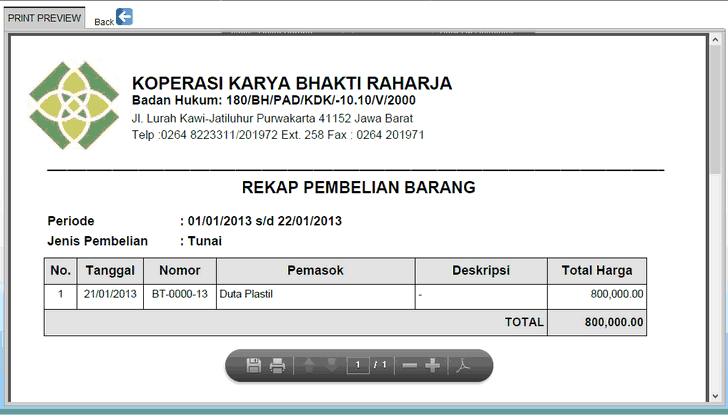 PRINT PREVIEW Back
KOPERASI KARYA BHAKTI RAHARJA
Badan Hukum: 180/BH/PAD/KDK/-10.10/V/2000
Jl. Lurah Kawi-Jatiluhur Purwakarta 41152 Jawa Barat
Telp :0264 8223311/201972 Ext. 258 Fax : 0264 201971
REKAP PEMBELIAN BARANG
Periode : 01/01/2013 s/d 22/01/2013
Jenis Pembelian : Tunai
No. Tanggal Nomor Pemasok Deskripsi Total Harga
1 21/01/2013 BT-0000-13 Duta Plastil - 800,000.00
TOTAL 800,000.00
1 / 1